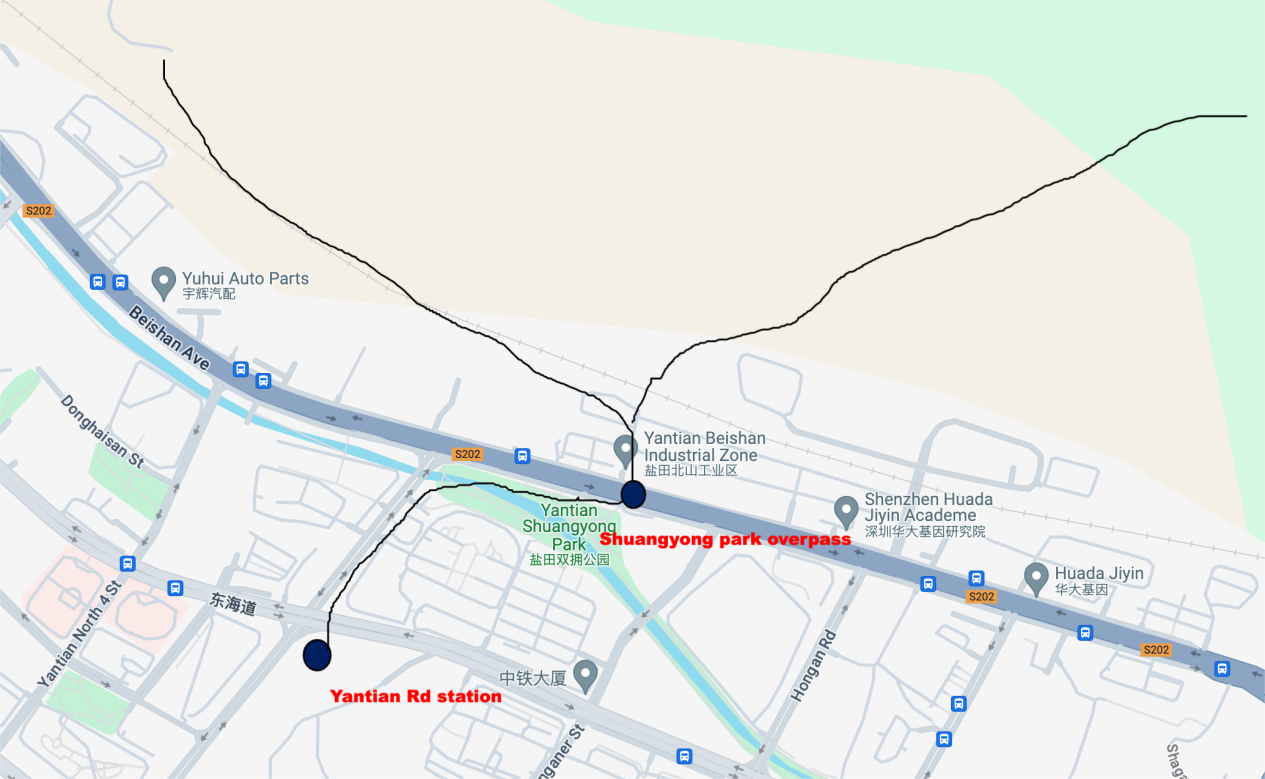 S202
Yuhui Auto Parts
宇辉汽配
Beishan Ave
Donghaisan St
S202
Yantian Beishan
Industrial Zone
盐田北山工业区
Yantian
Shuangyong
Park
盐田双拥公园
Shuangyong park overpass
Shenzhen Huada
Jiyin Academe
深圳华大基因研究院
Huada Jiyin
华大基因
S202
S202
东海道
Yantian North 4 St
Yantian Rd station
中铁大厦
Hongan Rd
nganer St
Shag